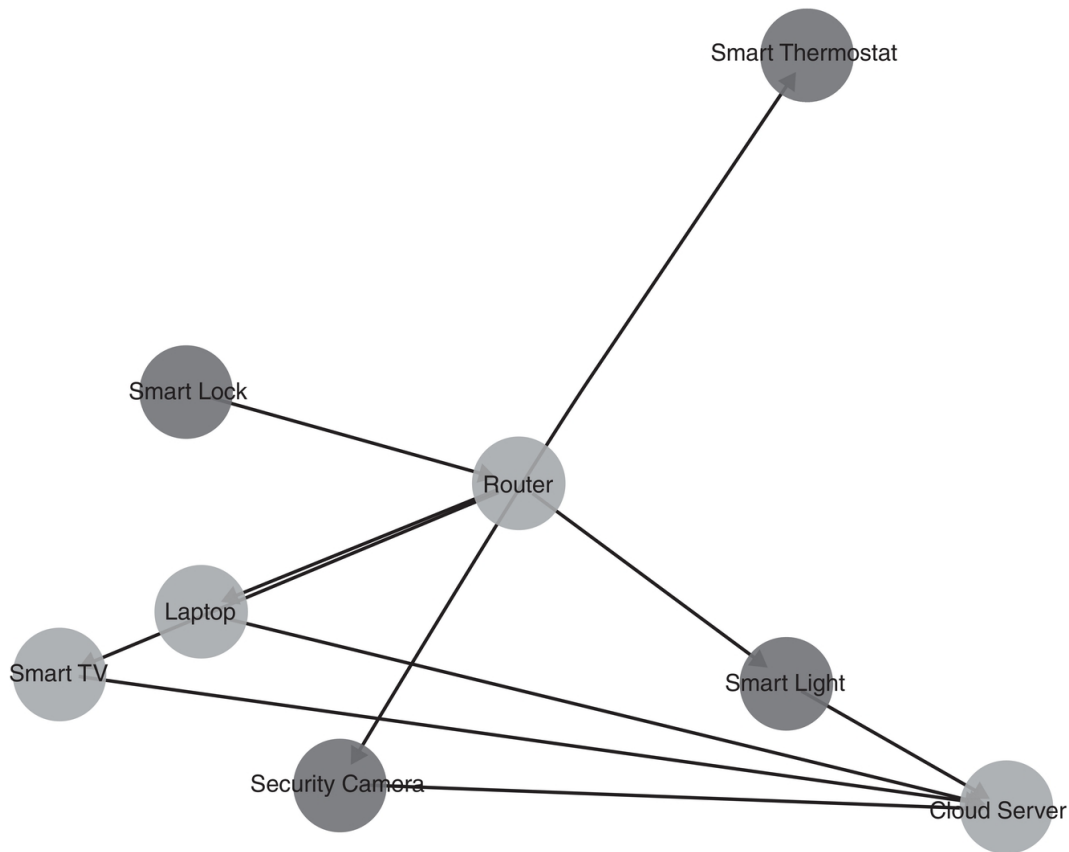 Smart Thermostat
Smart Lock
Router
Laptop
Smart TV
Smart Light
Security Camera
Cloud Server